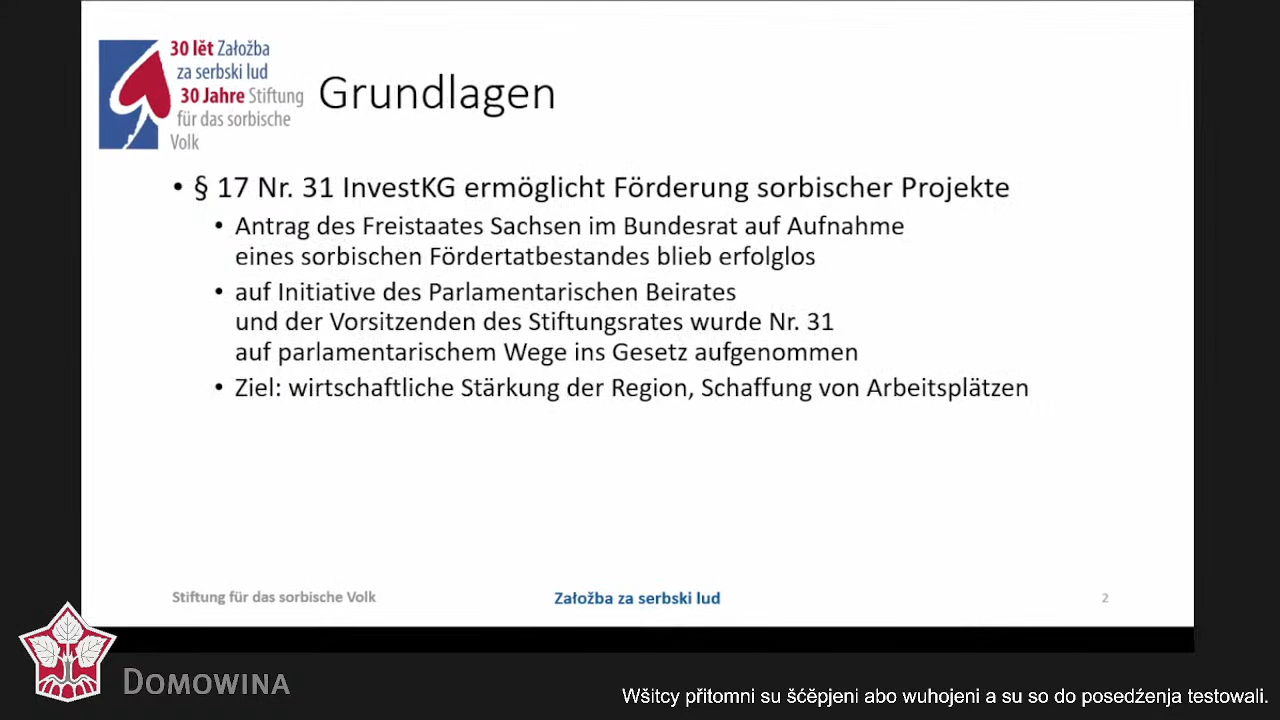 30 lět Załožba
za serbski lud
30 Jahre Stiftung
für das sorbische
Volk
Grundlagen
• § 17 Nr. 31 InvestKG ermöglicht Förderung sorbischer Projekte
• Antrag des Freistaates Sachsen im Bundesrat auf Aufnahme
eines sorbischen Fördertatbestandes blieb erfolglos
• auf Initiative des Parlamentarischen Beirates
und der Vorsitzenden des Stiftungsrates wurde Nr. 31
auf parlamentarischem Wege ins Gesetz aufgenommen
• Ziel: wirtschaftliche Stärkung der Region, Schaffung von Arbeitsplätzen
Stiftung für das sorbische Volk
Załožba za serbski lud
2
DOMOWINA
Wšitcy přitomni su šćěpjeni abo wuhojeni a su so do posedźenja testowali.